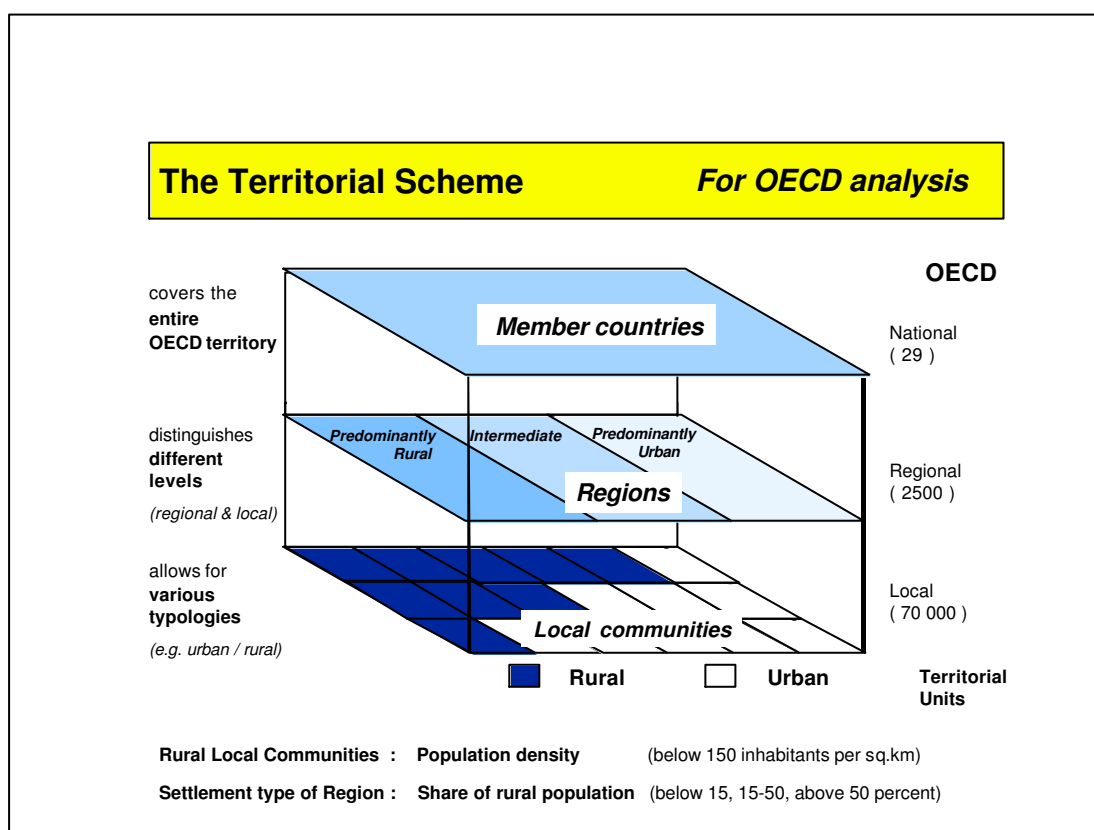 The Territorial Scheme For OECD analysis
OECD
covers the
entire
OECD territory
Member countries
National
( 29 )
distinguishes
different
levels
(regional & local)
Predominantly
Rural
Intermediate
Predominantly
Urban
Regions
Regional
( 2500 )
allows for
various
typologies
(e.g. urban / rural)
Local communities
Local
( 70 000 )
Rural
Urban
Territorial
Units
Rural Local Communities : Population density (below 150 inhabitants per sq.km)
Settlement type of Region : Share of rural population (below 15, 15-50, above 50 percent)